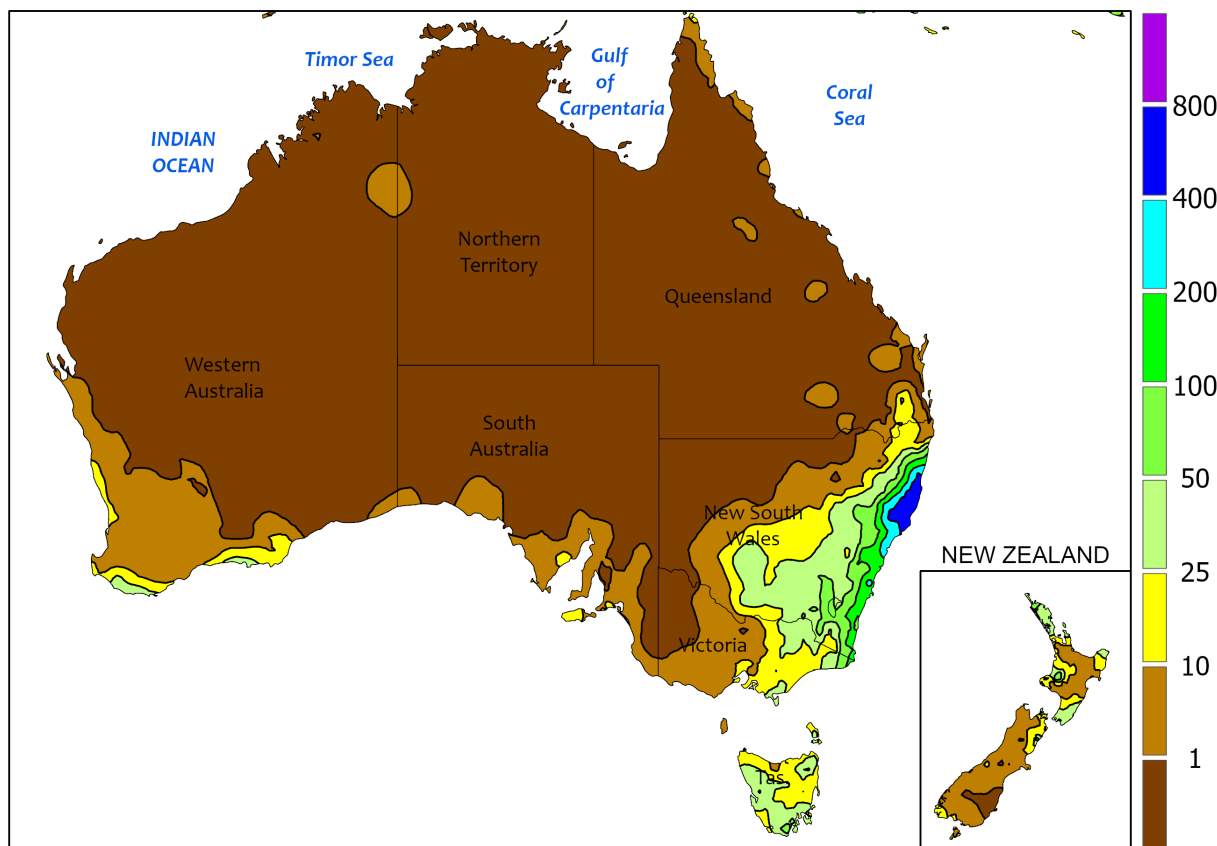 Timor Sea
Gulf
of
Carpentaria
Coral
Sea
INDIAN
OCEAN
Northern
Territory
Queensland
Western
Australia
South
Australia
New South
Wales
Victoria
Tas
NEW ZEALAND
800
400
200
100
50
25
10
1